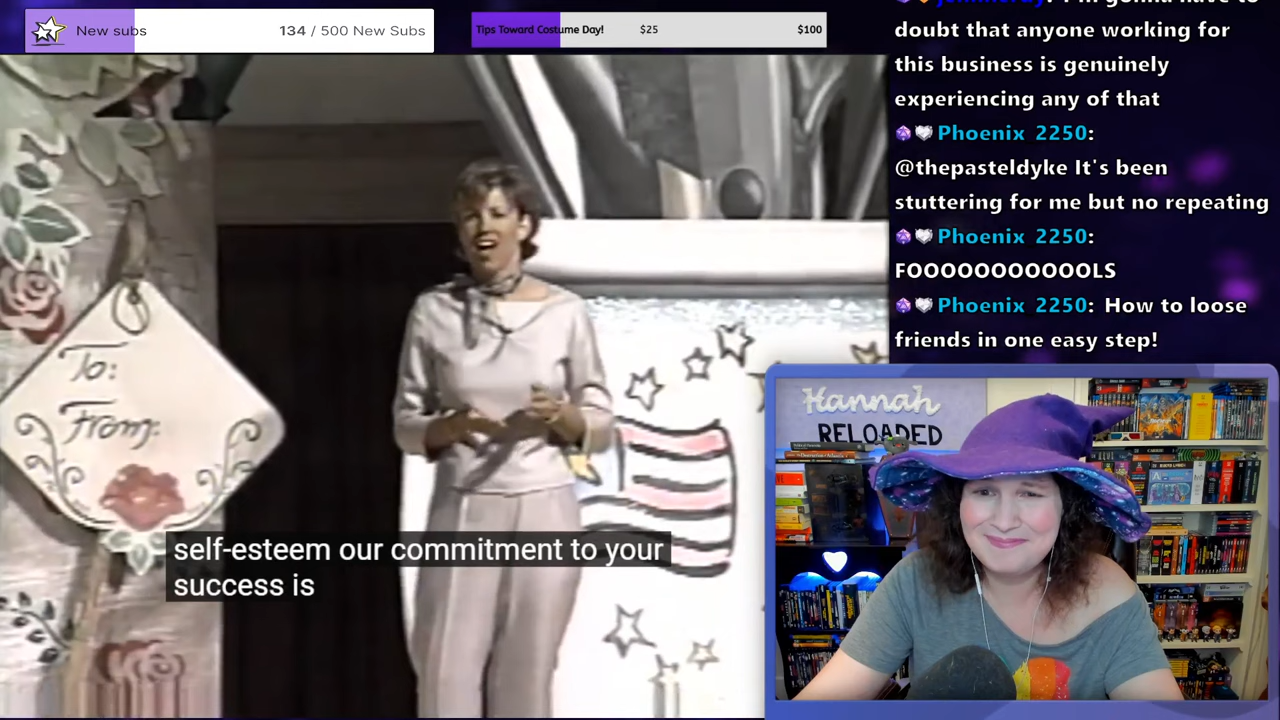 New subs
134 / 500 New Subs
Tips Toward Costume Day!
$25
$100
doubt that anyone working for
this business is genuinely
experiencing any of that
Phoenix 2250:
@thepasteldyke It's been
stuttering for me but no repeating
Phoenix 2250:
FOOOOOOOOOOOLS
Phoenix 2250: How to loose
friends in one easy step!
To:
From:
self-esteem our commitment to your
success is
Hannah
RELOADED